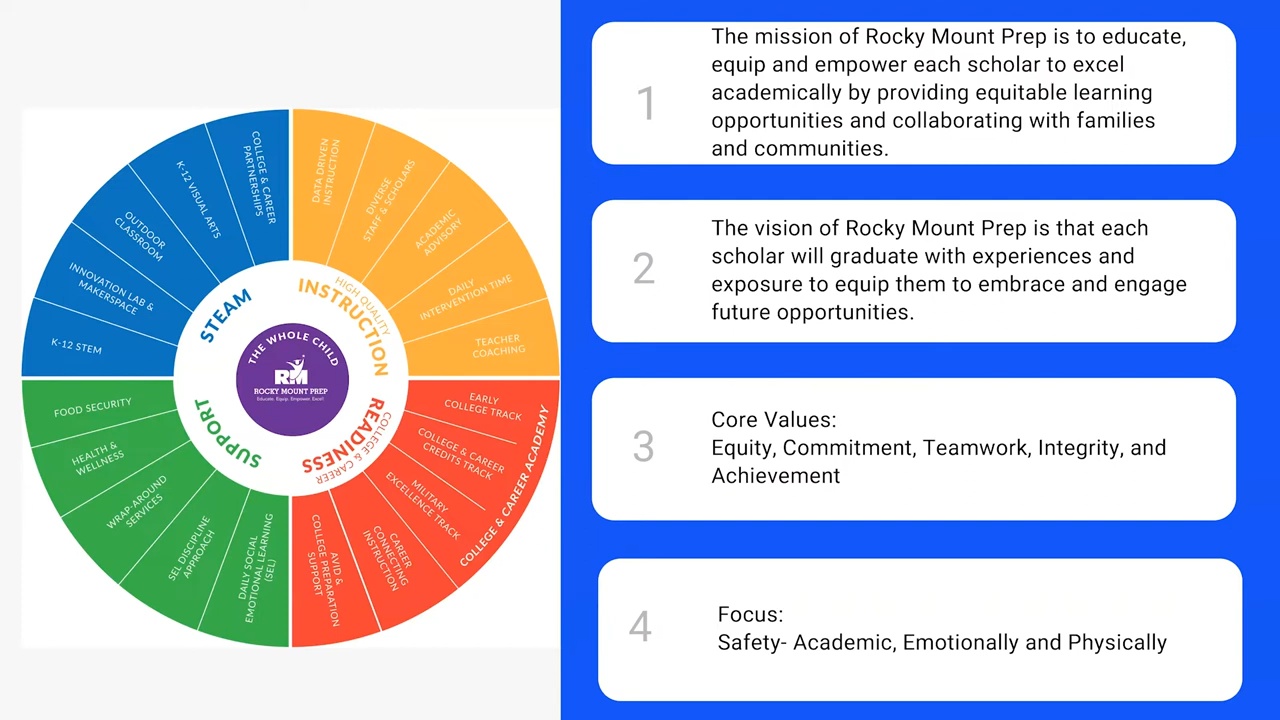 COLLEGE & CAREER
PARTNERSHIPS
K-12 VISUAL ARTS
OUTDOOR
CLASSROOM
INNOVATION LAB &
MAKERSPACE
K-12 STEM
STEAM
DATA DRIVEN
INSTRUCTION
DIVERSE
STAFF & SCHOLARS
ACADEMIC
ADVISORY
DAILY
INTERVENTION TIME
TEACHER
COACHING
HIGH QUALITY
INSTRUCTION
THE WHOLE CHILD
RM
ROCKY MOUNT PREP
Educate. Equip. Empower. Excel!
FOOD SECURITY
HEALTH &
WELLNESS
WRAP-AROUND
SERVICES
SEL DISCIPLINE
APPROACH
DAILY SOCIAL
EMOTIONAL LEARNING
(SEL)
SUPPORT
EARLY
COLLEGE TRACK
COLLEGE & CAREER
CREDITS TRACK
MILITARY
EXCELLENCE TRACK
COLLEGE & CAREER ACADEMY
CAREER
CONNECTING
INSTRUCTION
AVID &
COLLEGE PREPARATION
SUPPORT
COLLEGE & CAREER
READINESS
1
The mission of Rocky Mount Prep is to educate,
equip and empower each scholar to excel
academically by providing equitable learning
opportunities and collaborating with families
and communities.
2
The vision of Rocky Mount Prep is that each
scholar will graduate with experiences and
exposure to equip them to embrace and engage
future opportunities.
3
Core Values:
Equity, Commitment, Teamwork, Integrity, and
Achievement
4
Focus:
Safety- Academic, Emotionally and Physically